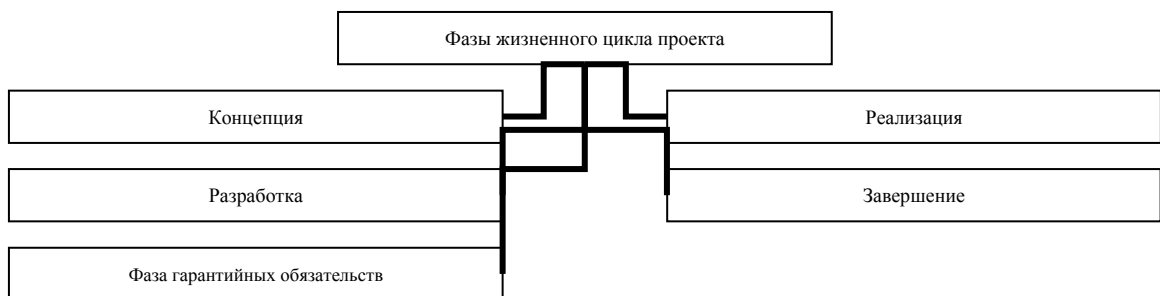 Фазы жизненного цикла проекта
Концепция
Реализация
Разработка
Завершение
Фаза гарантийных обязательств